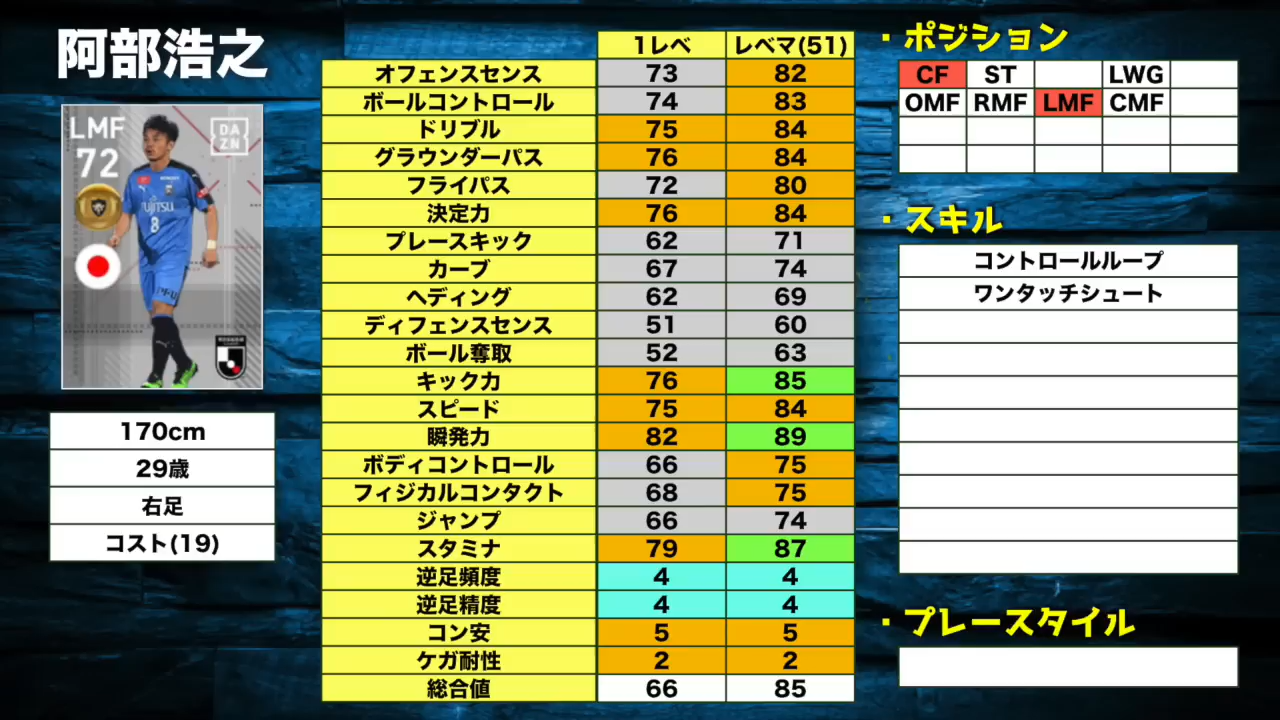 阿部浩之
LMF
72
DA
ZN
FUJITSU
8
170cm
29歳
右足
コスト(19)
1レベ レベマ(51)
オフェンスセンス 73 82
ボールコントロール 74 83
ドリブル 75 84
グラウンダーパス 76 84
フライパス 72 80
決定力 76 84
プレースキック 62 71
カーブ 67 74
ヘディング 62 69
ディフェンスセンス 51 60
ボール奪取 52 63
キック力 76 85
スピード 75 84
瞬発力 82 89
ボディコントロール 66 75
フィジカルコンタクト 68 75
ジャンプ 66 74
スタミナ 79 87
逆足頻度 4 4
逆足精度 4 4
コン安 5 5
ケガ耐性 2 2
総合値 66 85
・ポジション
CF ST LWG
OMF RMF LMF CMF
・スキル
コントロールループ
ワンタッチシュート
・プレースタイル